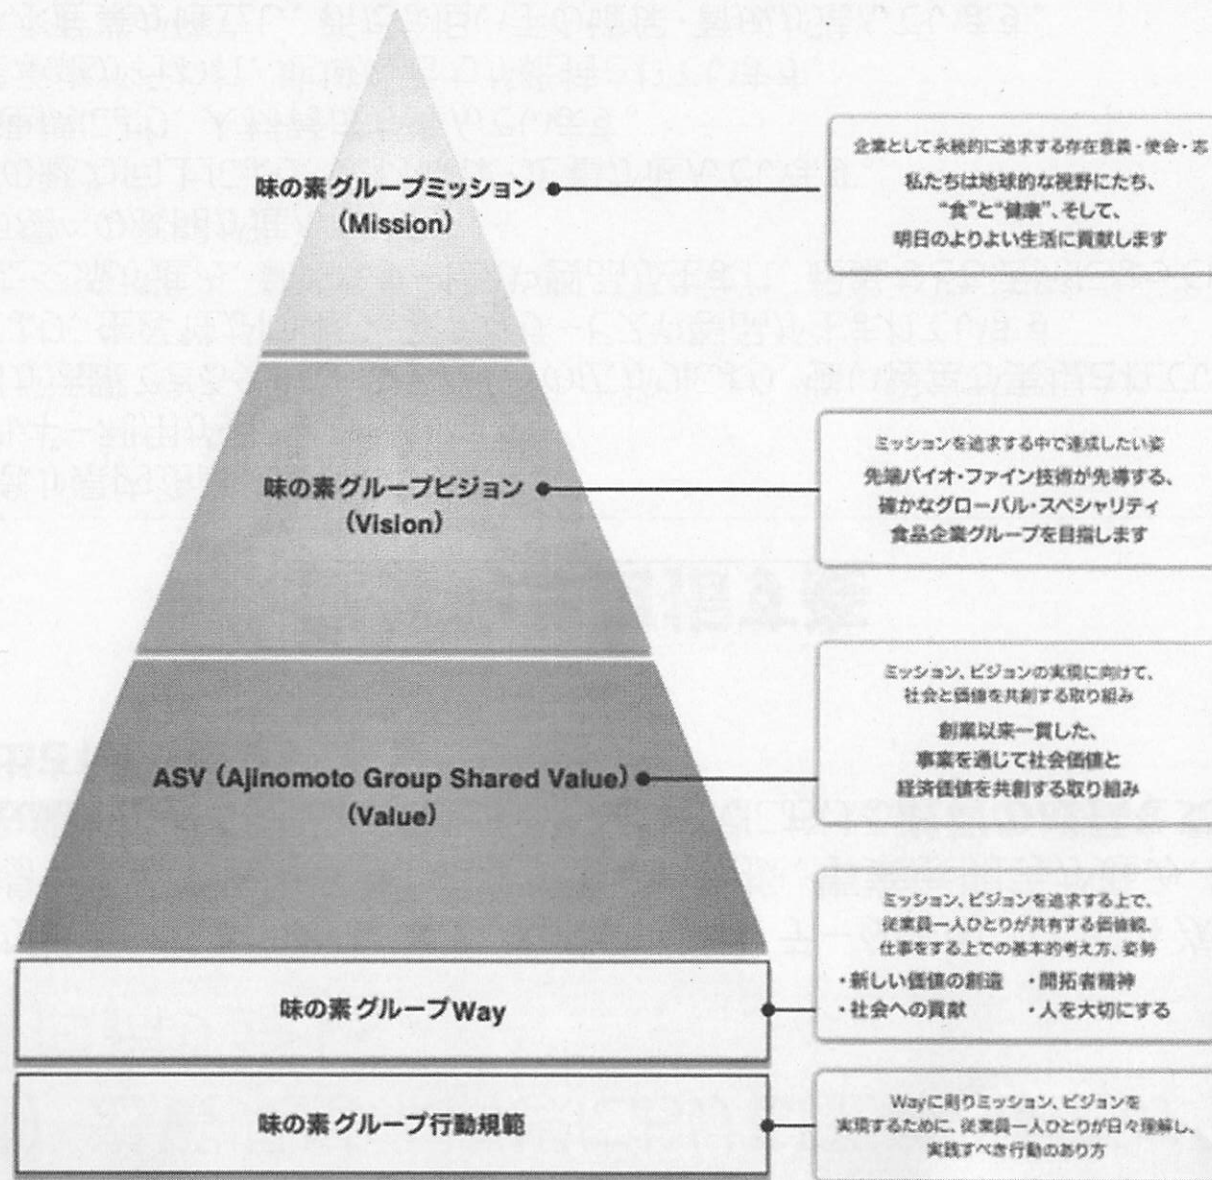 味の素グループミッション
(Mission)
企業として永続的に追求する存在意義・使命・志
私たちは地球的な視野にたち、
“食”と“健康”、そして、
明日のよりよい生活に貢献します
味の素グループビジョン
(Vision)
ミッションを追求する中で達成したい姿
先端バイオ・ファイン技術が先導する、
確かなグローバル・スペシャリティ
食品企業グループを目指します
ASV (Ajinomoto Group Shared Value)
(Value)
ミッション、ビジョンの実現に向けて、
社会と価値を共創する取り組み
創業以来一貫した、
事業を通じて社会価値と
経済価値を共創する取り組み
味の素グループWay
ミッション、ビジョンを追求する上で、
従業員一人ひとりが共有する価値観、
仕事をする上での基本的考え方、姿勢
・新しい価値の創造 ・開拓者精神
・社会への貢献 ・人を大切にする
味の素グループ行動規範
Wayに則りミッション、ビジョンを
実現するために、従業員一人ひとりが日々理解し、
実践すべき行動のあり方